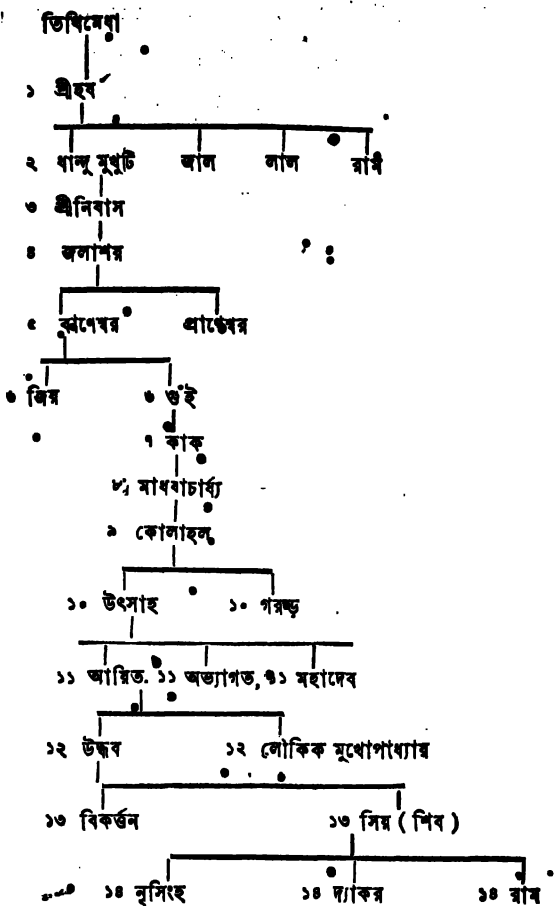 তিথিমেধা
১ শ্রীহর্ষ
২ ধান্দু মুখুটি জাল লাল রাম
৩ শ্রীনিবাস
৪ জলাশয়
৫ বাণেশ্বর প্রাণেশ্বর
৬ জিয় ৬ গুঁই
৭ কাক
৮ মাধবাচার্য্য
৯ কোলাহল
১০ উৎসাহ ১০ গরুড়
১১ আয়িত. ১১ অভ্যাগত, ১১ মহাদেব
১২ উদ্ধব ১২ লৌকিক মুখোপাধ্যায়
১৩ বিকর্ত্তন ১৩ সিয় ( শিব )
১৪ নৃসিংহ ১৪ দ্যাকর ১৪ রাম